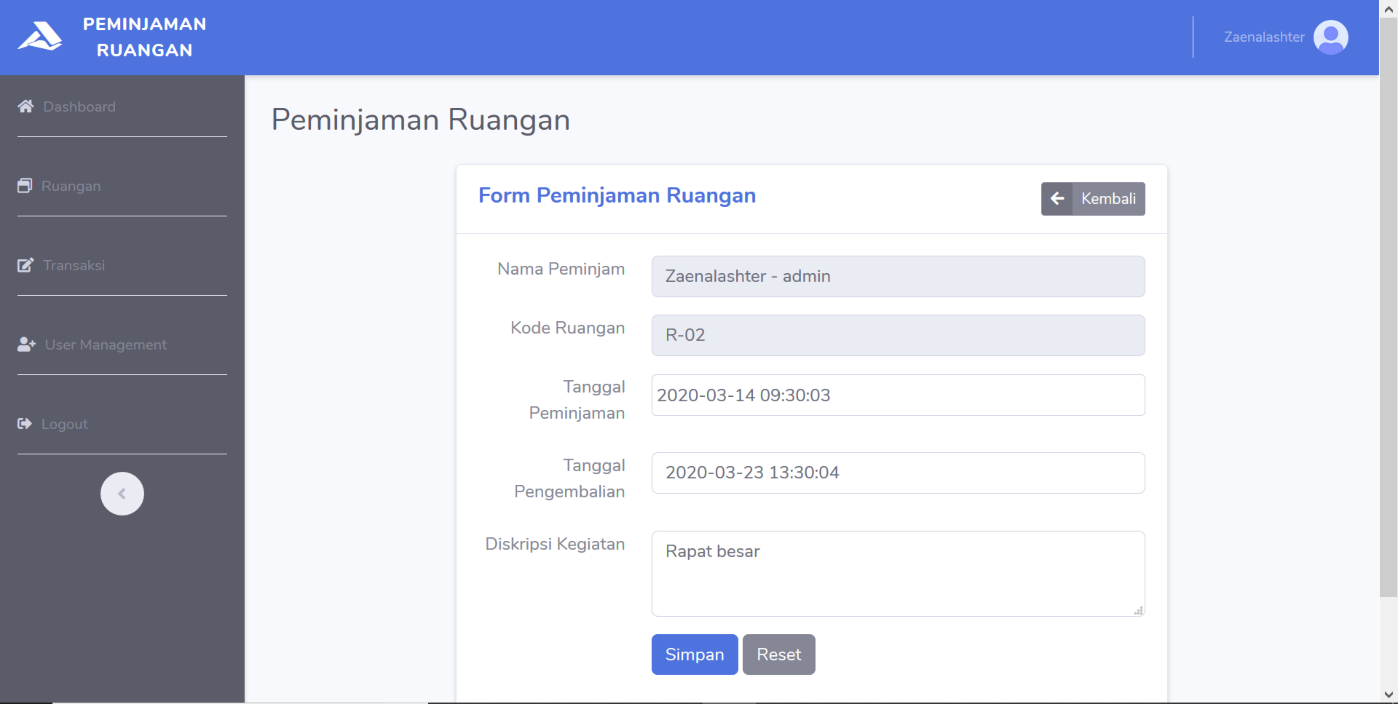 PEMINJAMAN
RUANGAN
Zaenalashter
Dashboard
Ruangan
Transaksi
User Management
Logout
Peminjaman Ruangan
Form Peminjaman Ruangan
Kembali
Nama Peminjam
Zaenalashter - admin
Kode Ruangan
R-02
Tanggal
Peminjaman
2020-03-14 09:30:03
Tanggal
Pengembalian
2020-03-23 13:30:04
Diskripsi Kegiatan
Rapat besar
Simpan
Reset